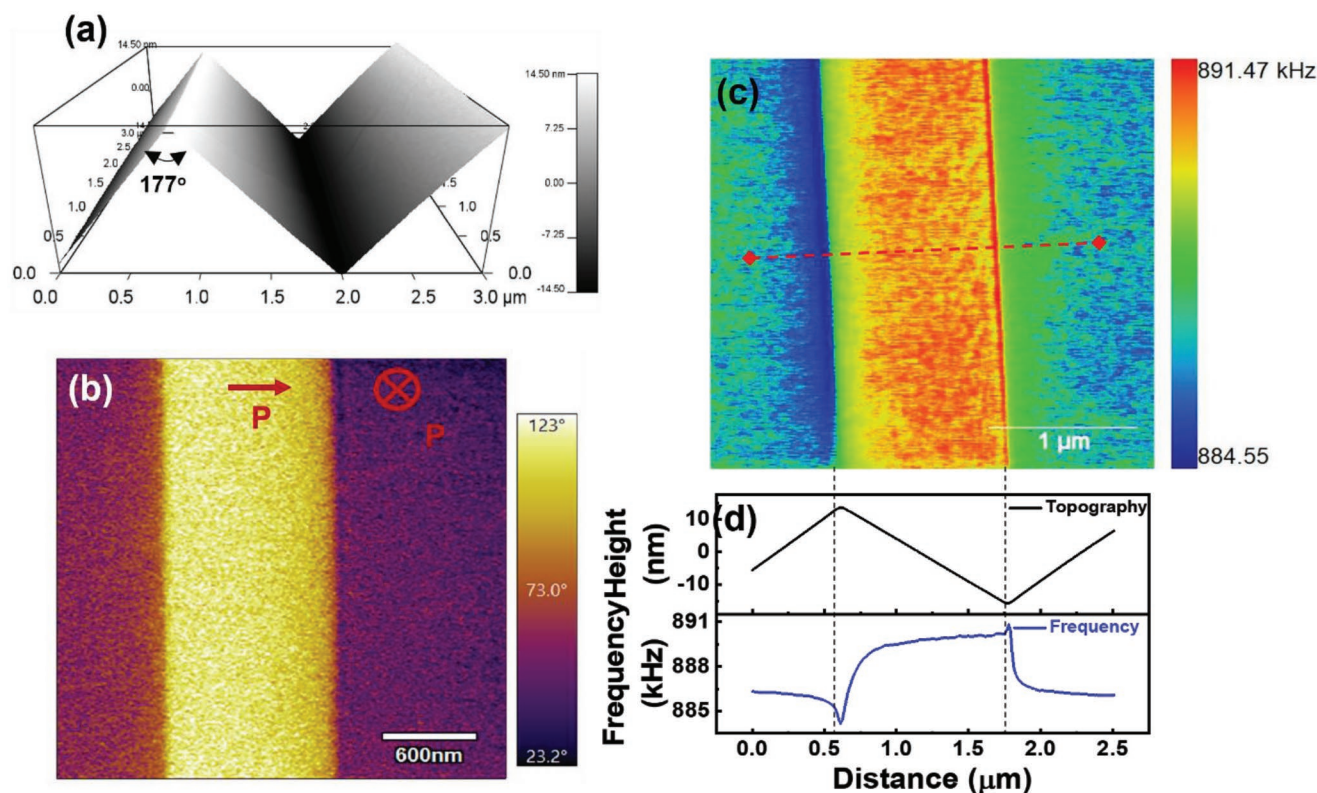 (a)
14.50 nm
0.00
3.0
2.5
2.0
1.5
1.0
0.5
0.0
177°
1.5
1.0
0.5
0.0
0.0 0.5 1.0 1.5 2.0 2.5 3.0 µm
14.50 nm
7.25
0.00
-7.25
-14.50
(b)
P
P
600nm
123°
73.0°
23.2°
(c)
1 µm
891.47 kHz
884.55
(d)
Topography
Height
(nm)
10
0
-10
Frequency
Frequency
(kHz)
891
888
885
0.0 0.5 1.0 1.5 2.0 2.5
Distance (µm)